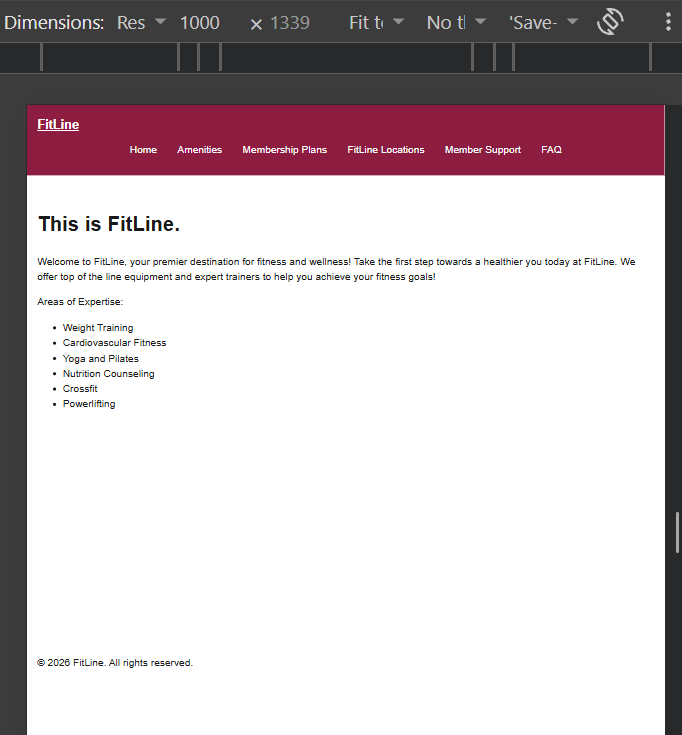 Dimensions: Res 1000 × 1339 Fit to No th 'Save-
FitLine
Home Amenities Membership Plans FitLine Locations Member Support FAQ
This is FitLine.
Welcome to FitLine, your premier destination for fitness and wellness! Take the first step towards a healthier you today at FitLine. We
offer top of the line equipment and expert trainers to help you achieve your fitness goals!
Areas of Expertise:
• Weight Training
• Cardiovascular Fitness
• Yoga and Pilates
• Nutrition Counseling
• Crossfit
• Powerlifting
© 2026 FitLine. All rights reserved.